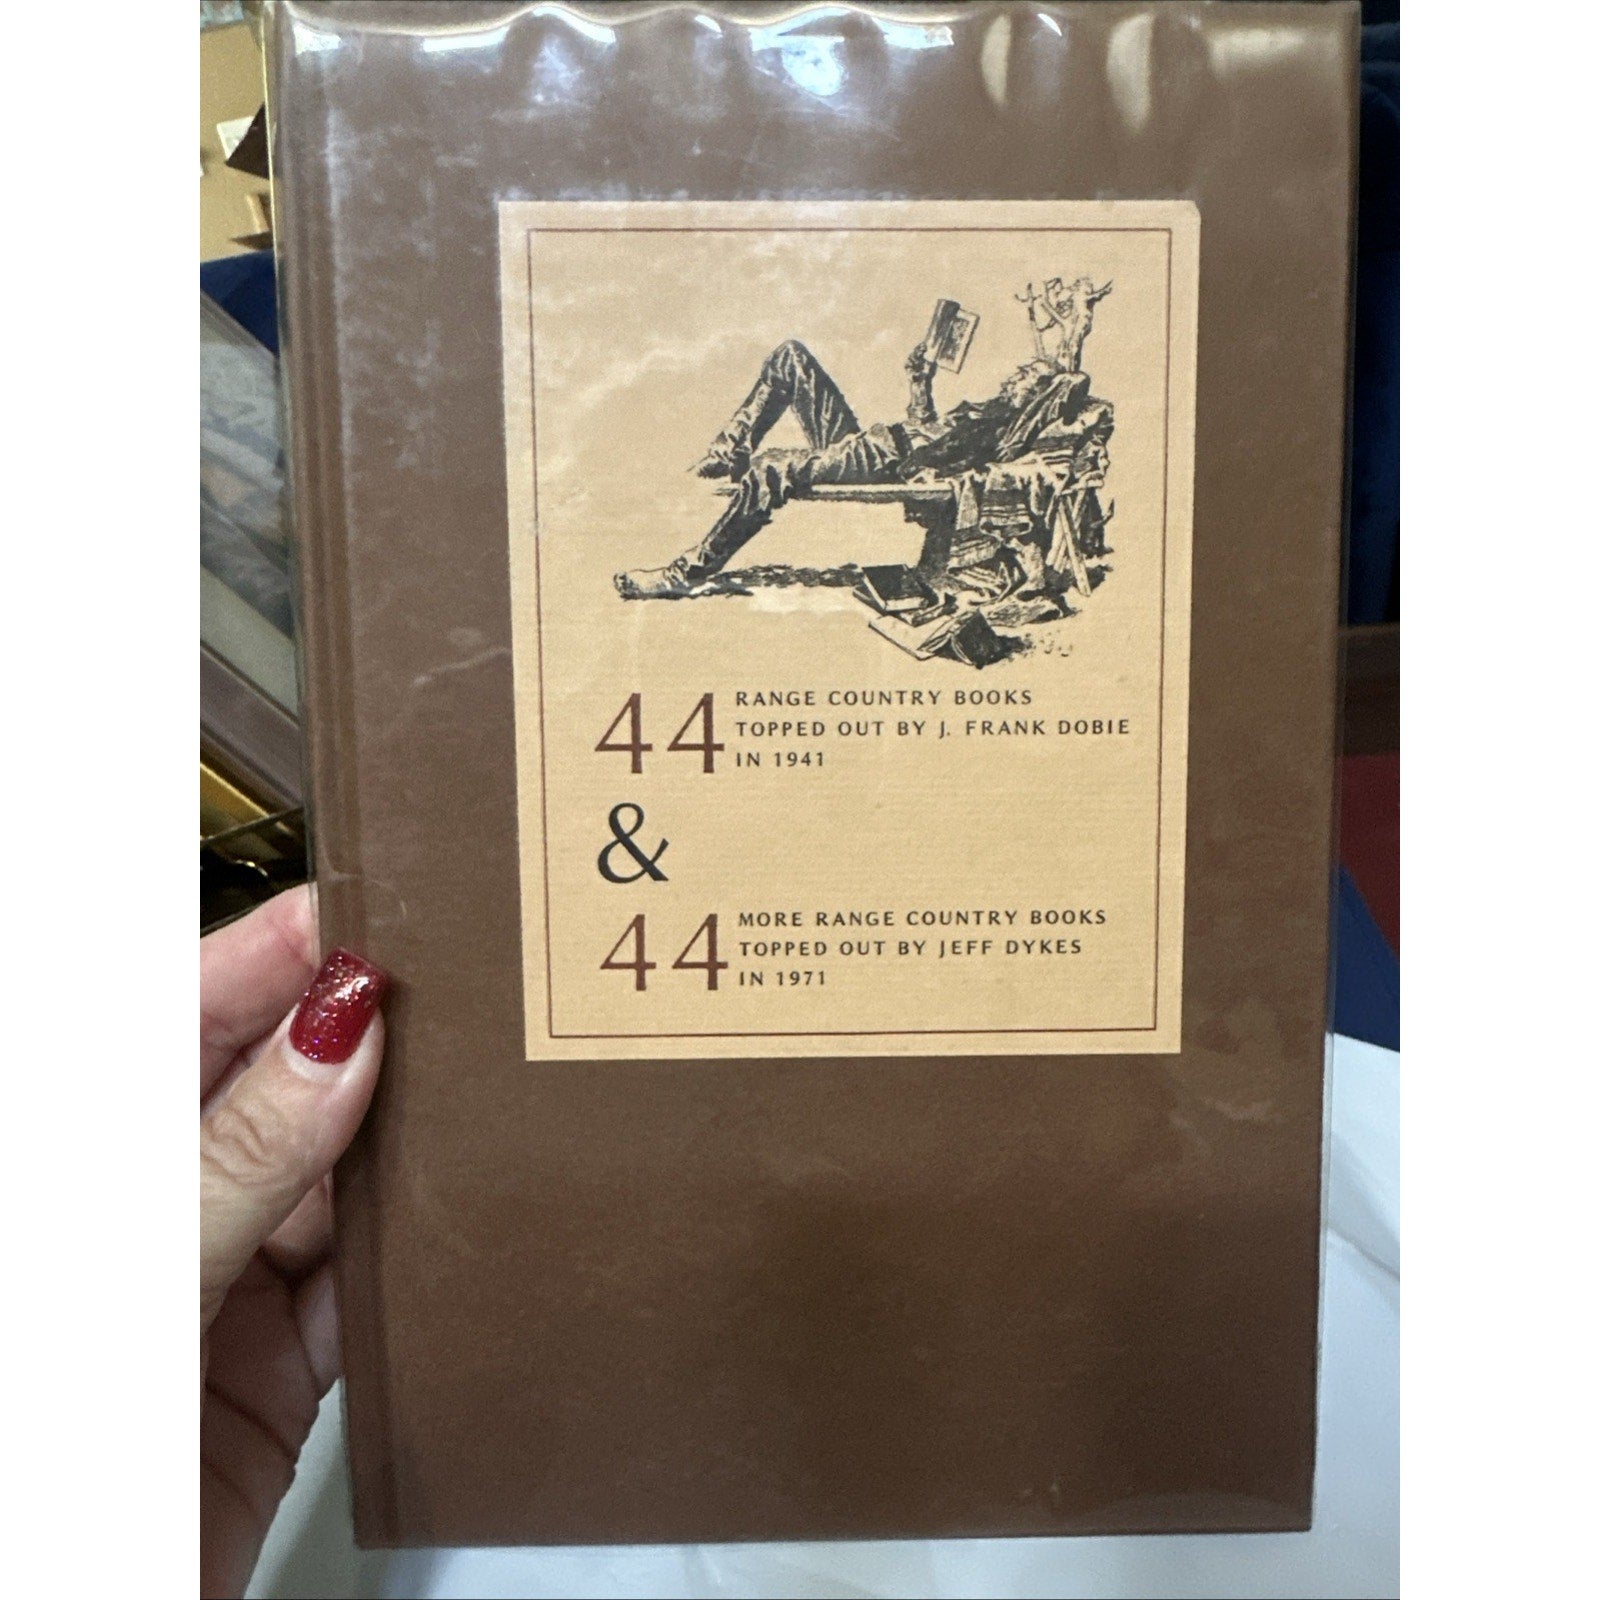 44 RANGE COUNTRY BOOKS
TOPPED OUT BY J. FRANK DOBIE
IN 1941
&
44 MORE RANGE COUNTRY BOOKS
TOPPED OUT BY JEFF DYKES
IN 1971